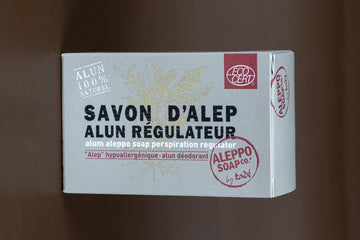 ALUN
100%
NATUREL
ECO
CERT
SAVON D'ALEP
ALUN RÉGULATEUR
alum aleppo soap perspiration regulator
"Alep" hypoallergénique-alun déodorant
ALEPPO
SOAP CO.
by tadé